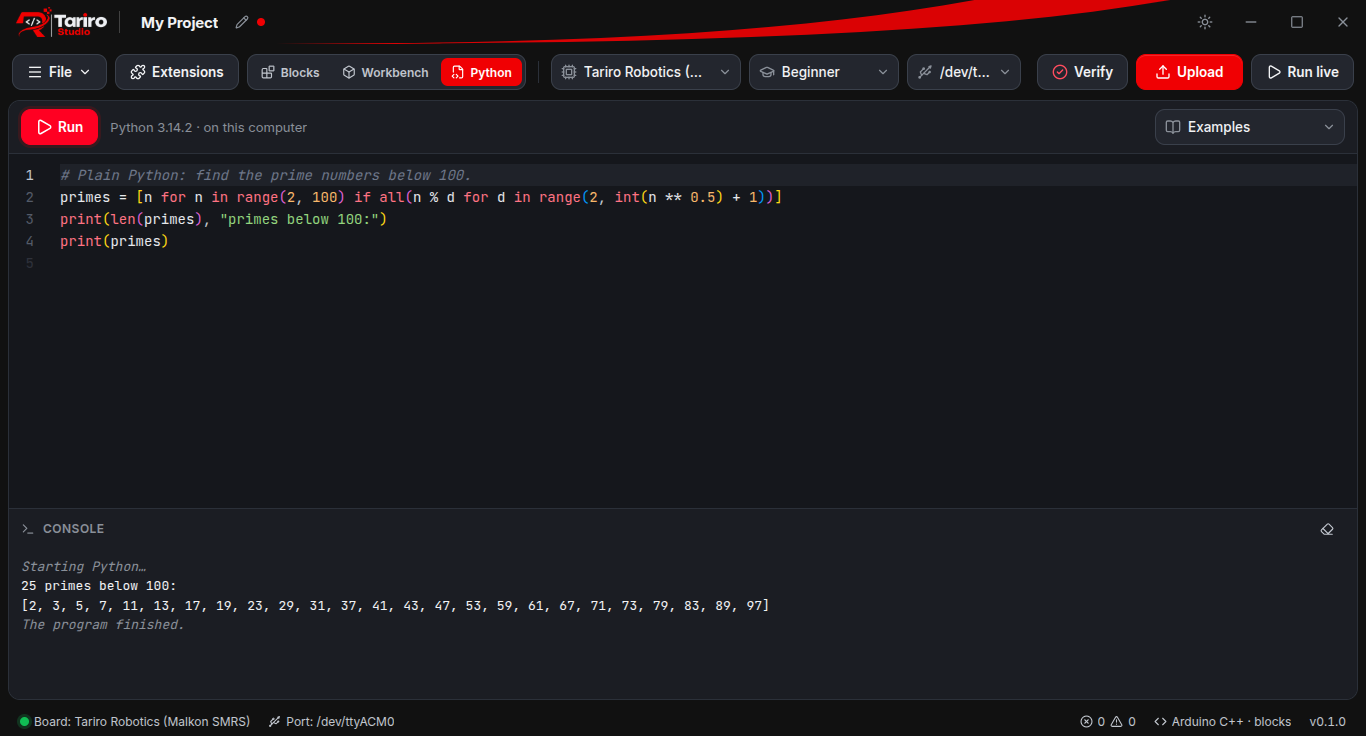 Tariro
Studio
My Project
File
Extensions
Blocks
Workbench
Python
Tariro Robotics (...
Beginner
/dev/t...
Verify
Upload
Run live
Run
Python 3.14.2 · on this computer
Examples
1 # Plain Python: find the prime numbers below 100.
2 primes = [n for n in range(2, 100) if all(n % d for d in range(2, int(n ** 0.5) + 1))]
3 print(len(primes), "primes below 100:")
4 print(primes)
5
CONSOLE
Starting Python…
25 primes below 100:
[2, 3, 5, 7, 11, 13, 17, 19, 23, 29, 31, 37, 41, 43, 47, 53, 59, 61, 67, 71, 73, 79, 83, 89, 97]
The program finished.
Board: Tariro Robotics (Malkon SMRS)
Port: /dev/ttyACM0
0
0
Arduino C++ · blocks
v0.1.0